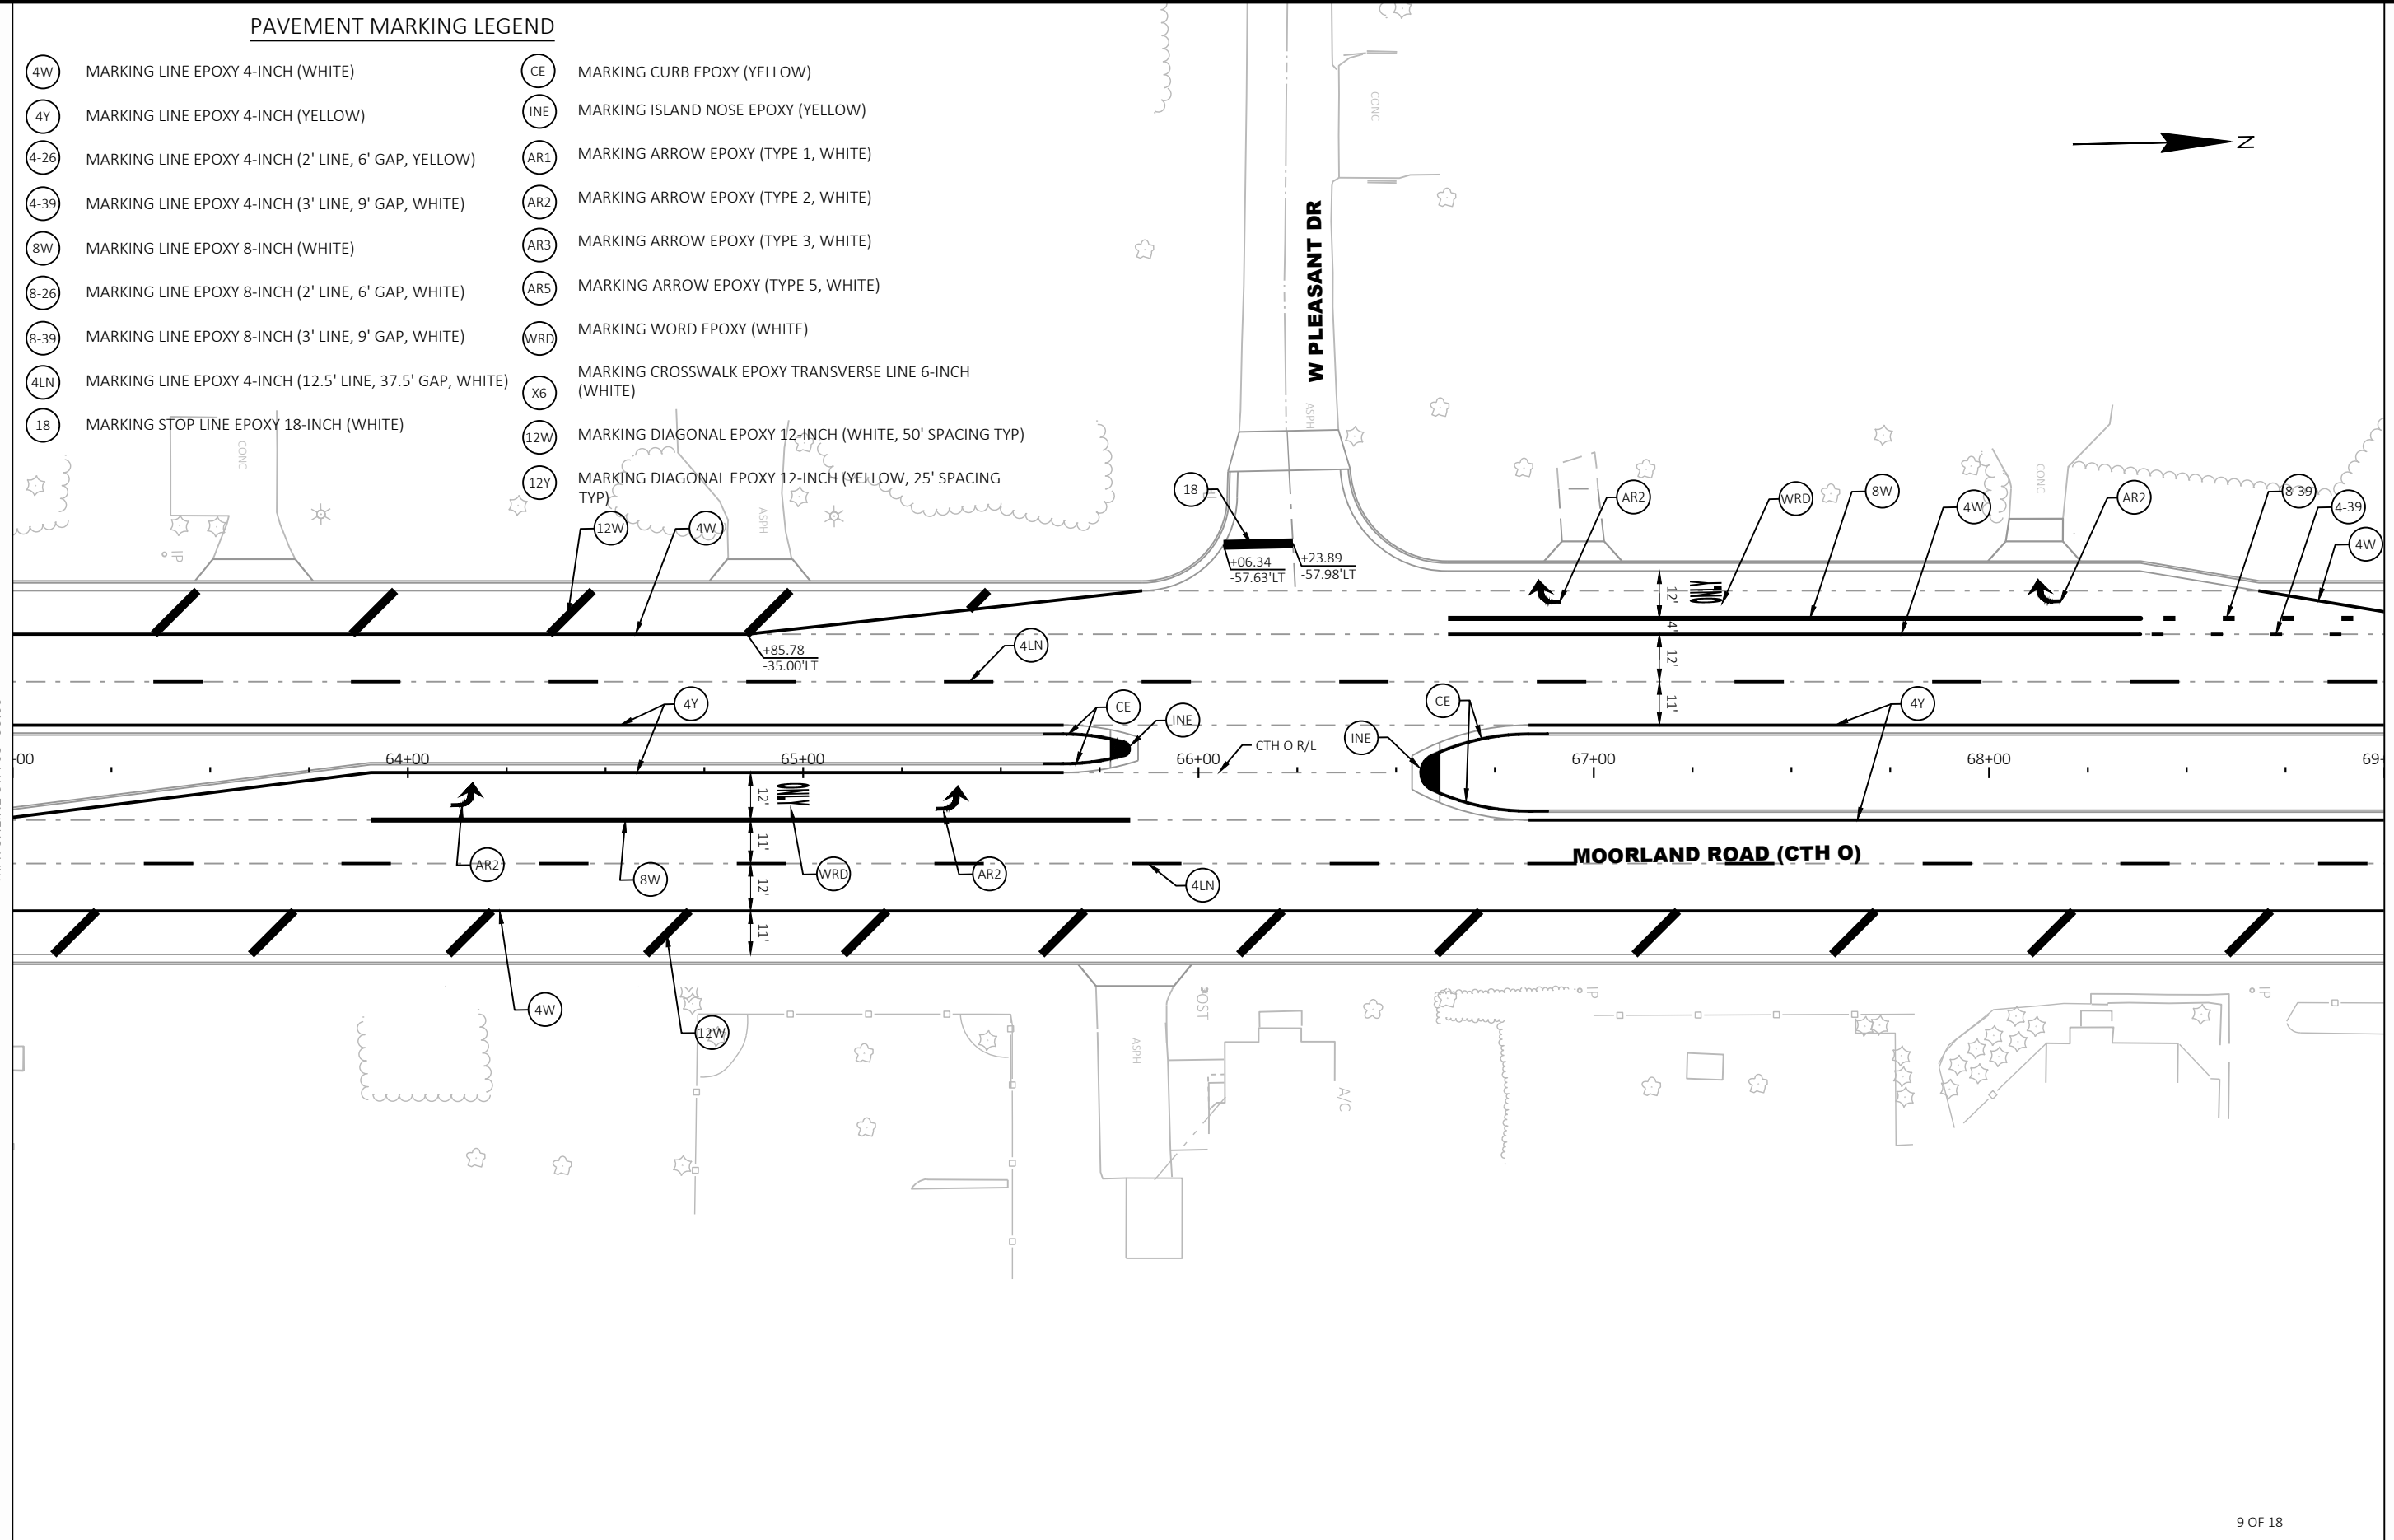 PAVEMENT MARKING LEGEND
4W MARKING LINE EPOXY 4-INCH (WHITE)
4Y MARKING LINE EPOXY 4-INCH (YELLOW)
4-26 MARKING LINE EPOXY 4-INCH (2' LINE, 6' GAP, YELLOW)
4-39 MARKING LINE EPOXY 4-INCH (3' LINE, 9' GAP, WHITE)
8W MARKING LINE EPOXY 8-INCH (WHITE)
8-26 MARKING LINE EPOXY 8-INCH (2' LINE, 6' GAP, WHITE)
8-39 MARKING LINE EPOXY 8-INCH (3' LINE, 9' GAP, WHITE)
4LN MARKING LINE EPOXY 4-INCH (12.5' LINE, 37.5' GAP, WHITE)
18 MARKING STOP LINE EPOXY 18-INCH (WHITE)
CE MARKING CURB EPOXY (YELLOW)
INE MARKING ISLAND NOSE EPOXY (YELLOW)
AR1 MARKING ARROW EPOXY (TYPE 1, WHITE)
AR2 MARKING ARROW EPOXY (TYPE 2, WHITE)
AR3 MARKING ARROW EPOXY (TYPE 3, WHITE)
AR5 MARKING ARROW EPOXY (TYPE 5, WHITE)
WRD MARKING WORD EPOXY (WHITE)
X6 MARKING CROSSWALK EPOXY TRANSVERSE LINE 6-INCH
(WHITE)
12W MARKING DIAGONAL EPOXY 12-INCH (WHITE, 50' SPACING TYP)
12Y MARKING DIAGONAL EPOXY 12-INCH (YELLOW, 25' SPACING
TYP)
CONC
N
W PLEASANT DR
ASPH
CONC
ASPH
CONC
IP
12W
4W
18
+06.34
-57.63'LT
+23.89
-57.98'LT
AR2
WRD
8W
4W
AR2
8-39
4-39
4W
ONLY
12'
4'
12'
11'
+85.78
-35.00'LT
4LN
4Y
CE
INE
CTH O R/L
INE
CE
4Y
-00
64+00
65+00
66+00
67+00
68+00
69+
12'
11'
12'
11'
ONLY
AR2
8W
WRD
AR2
4LN
MOORLAND ROAD (CTH O)
4W
12W
OST
IP
IP
ASPH
A/C
9 OF 18